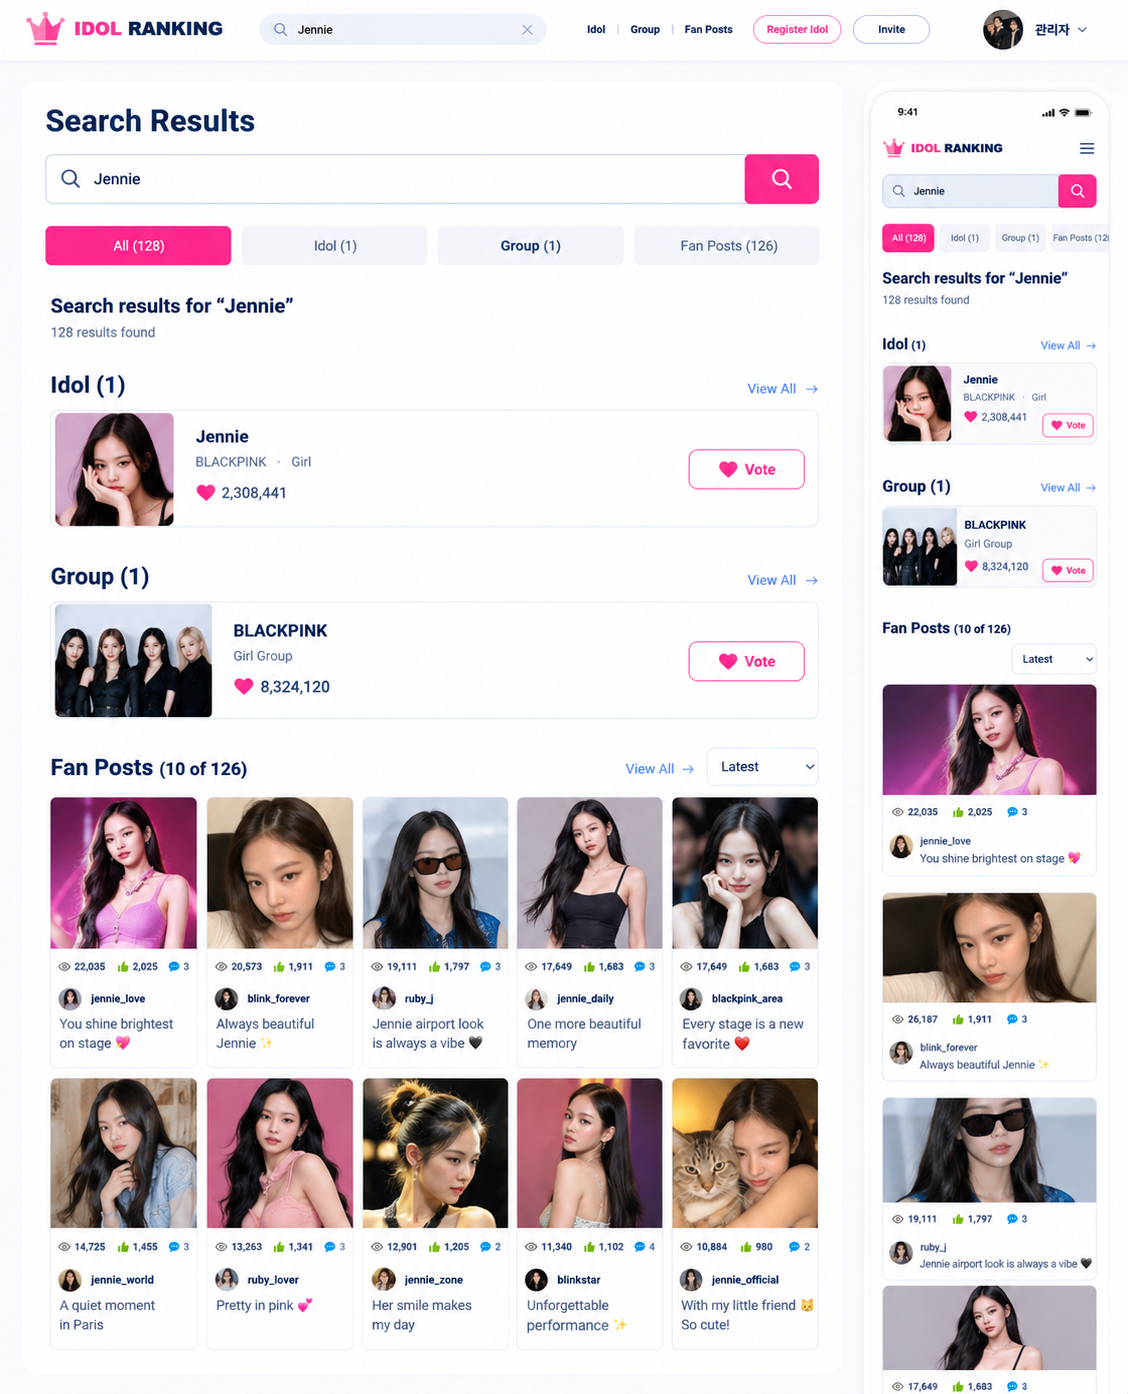 IDOL RANKING
Jennie
Idol
Group
Fan Posts
Register Idol
Invite
관리자
Search Results
Jennie
All (128)
Idol (1)
Group (1)
Fan Posts (126)
Search results for “Jennie”
128 results found
Idol (1)
View All →
Jennie
BLACKPINK · Girl
2,308,441
Vote
Group (1)
View All →
BLACKPINK
Girl Group
8,324,120
Vote
Fan Posts (10 of 126)
View All →
Latest
22,035 2,025 3
jennie_love
You shine brightest
on stage 💖
20,573 1,911 3
blink_forever
Always beautiful
Jennie ✨
19,111 1,797 3
ruby_j
Jennie airport look
is always a vibe 🖤
17,649 1,683 3
jennie_daily
One more beautiful
memory
17,649 1,683 3
blackpink_area
Every stage is a new
favorite ❤️
14,725 1,455 3
jennie_world
A quiet moment
in Paris
13,263 1,341 3
ruby_lover
Pretty in pink 💕
12,901 1,205 2
jennie_zone
Her smile makes
my day
11,340 1,102 4
blinkstar
Unforgettable
performance ✨
10,884 980 2
jennie_official
With my little friend 🐱
So cute!
9:41
IDOL RANKING
Jennie
All (128)
Idol (1)
Group (1)
Fan Posts (12
Search results for “Jennie”
128 results found
Idol (1)
View All →
Jennie
BLACKPINK · Girl
2,308,441
Vote
Group (1)
View All →
BLACKPINK
Girl Group
8,324,120
Vote
Fan Posts (10 of 126)
Latest
22,035 2,025 3
jennie_love
You shine brightest on stage 💖
26,187 1,911 3
blink_forever
Always beautiful Jennie ✨
19,111 1,797 3
ruby_j
Jennie airport look is always a vibe 🖤
17,649 1,683 3